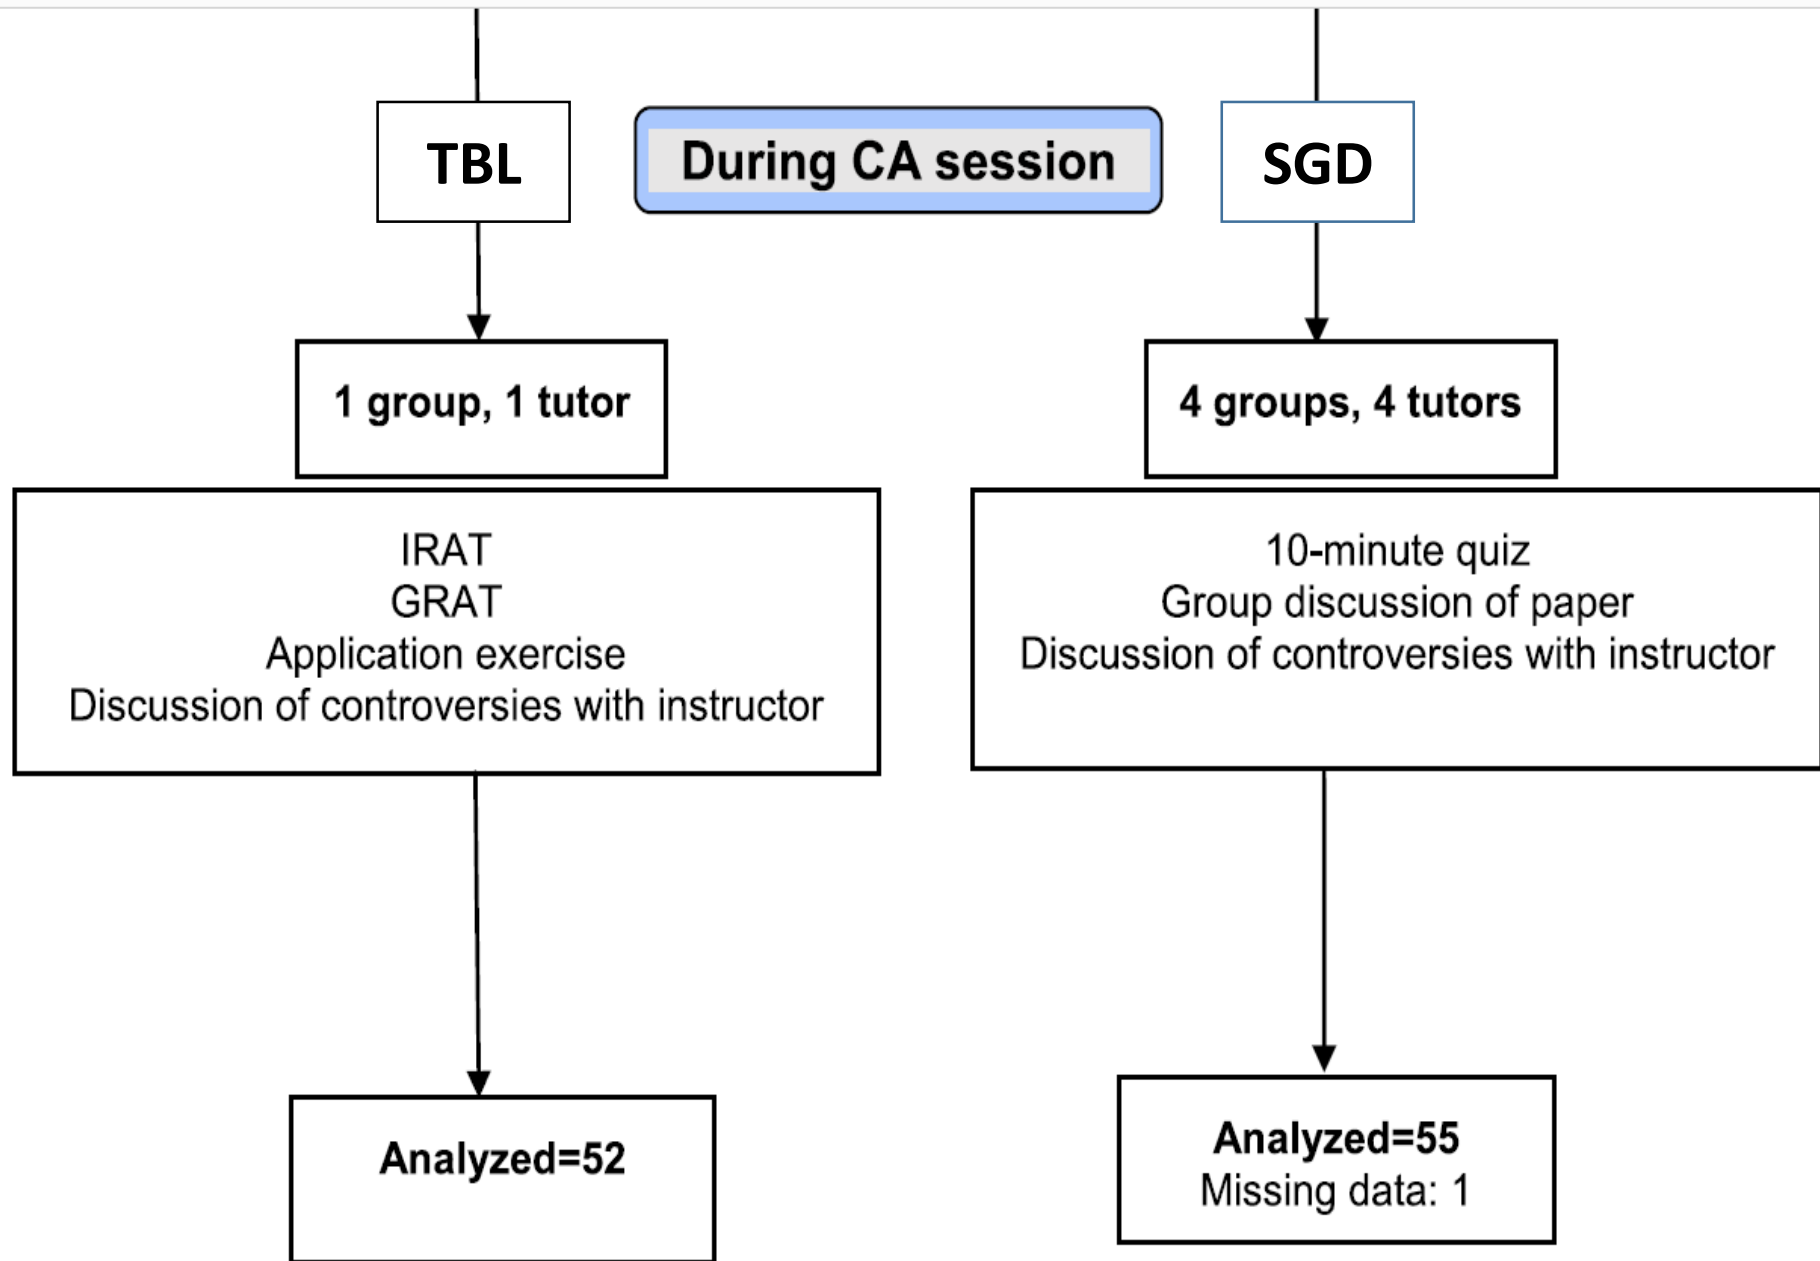 TBL
During CA session
SGD
1 group, 1 tutor
4 groups, 4 tutors
IRAT
GRAT
Application exercise
Discussion of controversies with instructor
10-minute quiz
Group discussion of paper
Discussion of controversies with instructor
Analyzed=52
Analyzed=55
Missing data: 1